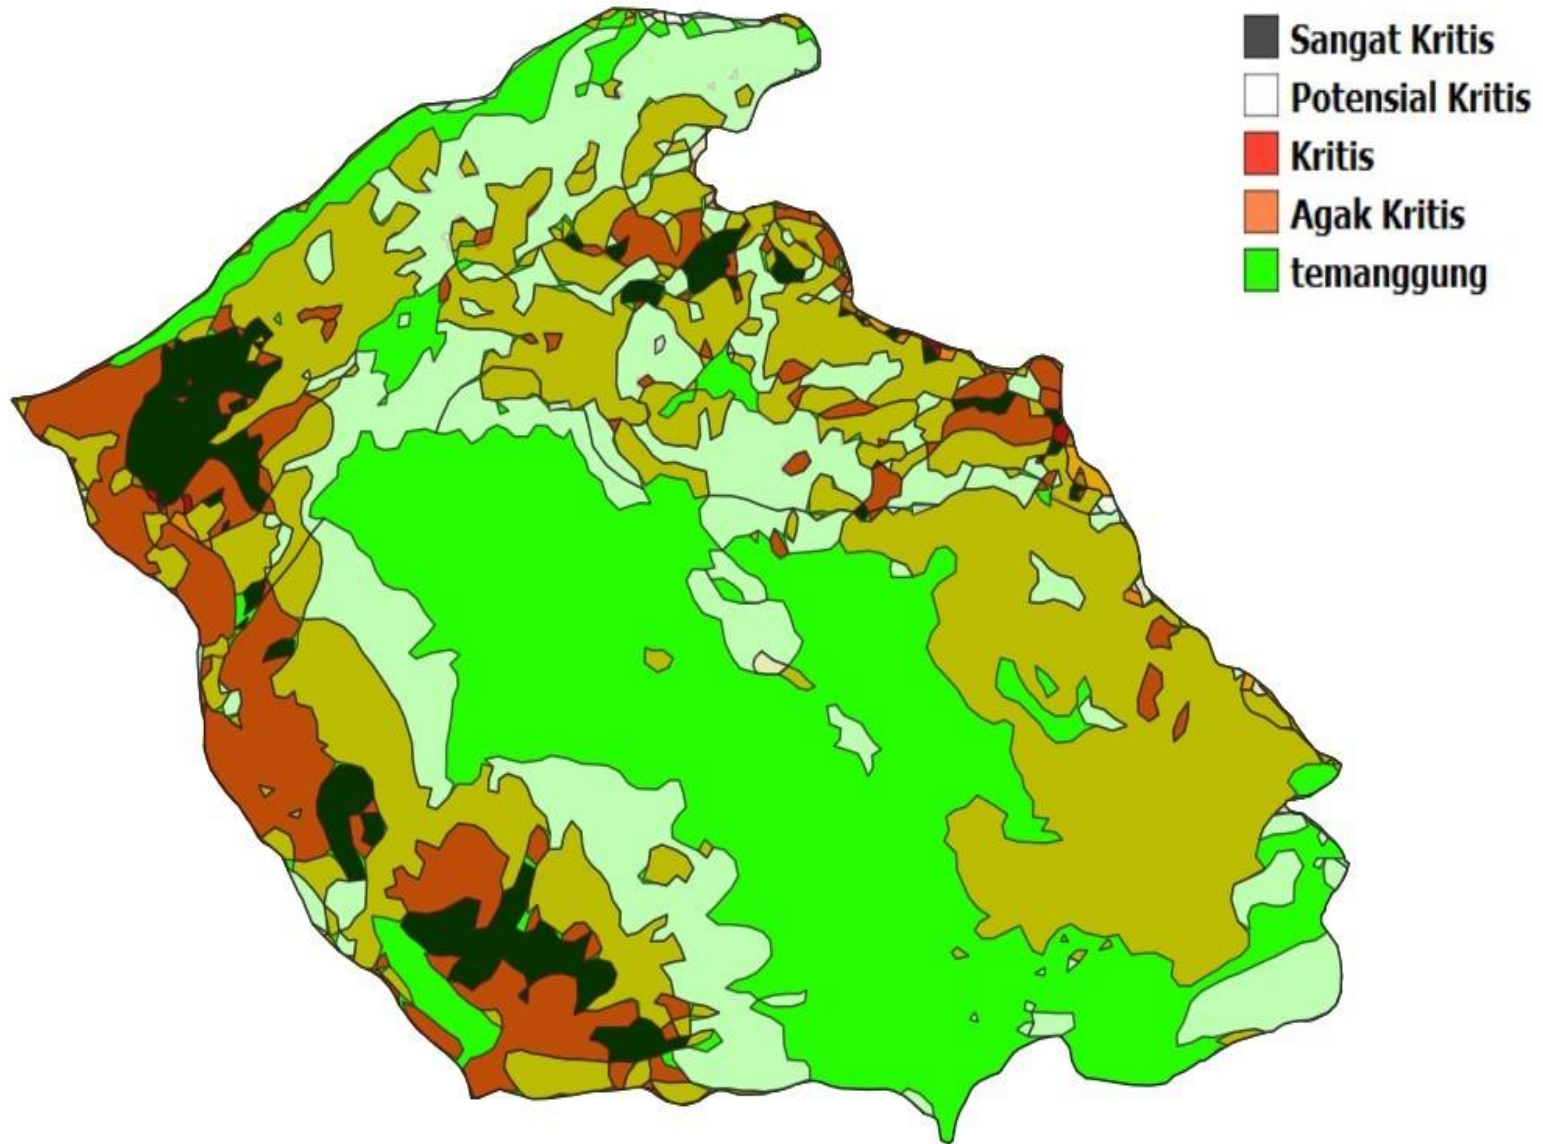 Sangat Kritis
Potensial Kritis
Kritis
Agak Kritis
temanggung